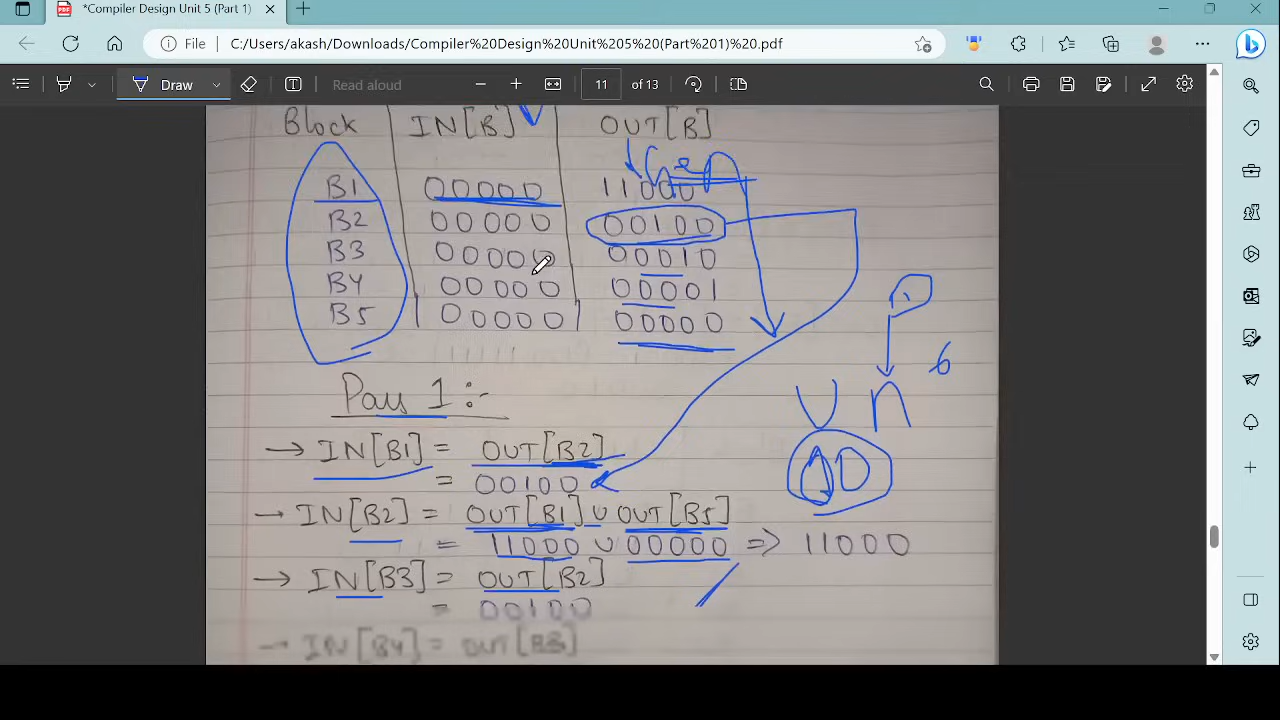 *Compiler Design Unit 5 (Part 1)
File C:/Users/akash/Downloads/Compiler%20Design%20Unit%205%20(Part%201)%20.pdf
Draw Read aloud 11 of 13
Block IN[B] OUT[B]
Gen
B1 00000 11000
B2 00000 00100
B3 00000 00010
B4 00000 00001
B5 00000 00000
6
Pass 1 :-
U n
→ IN[B1] = OUT[B2]
= 00100
→ IN[B2] = OUT[B1] U OUT[B5]
= 11000 U 00000 => 11000
→ IN[B3] = OUT[B2]
= 00100
→ IN[B4] = OUT[B3]